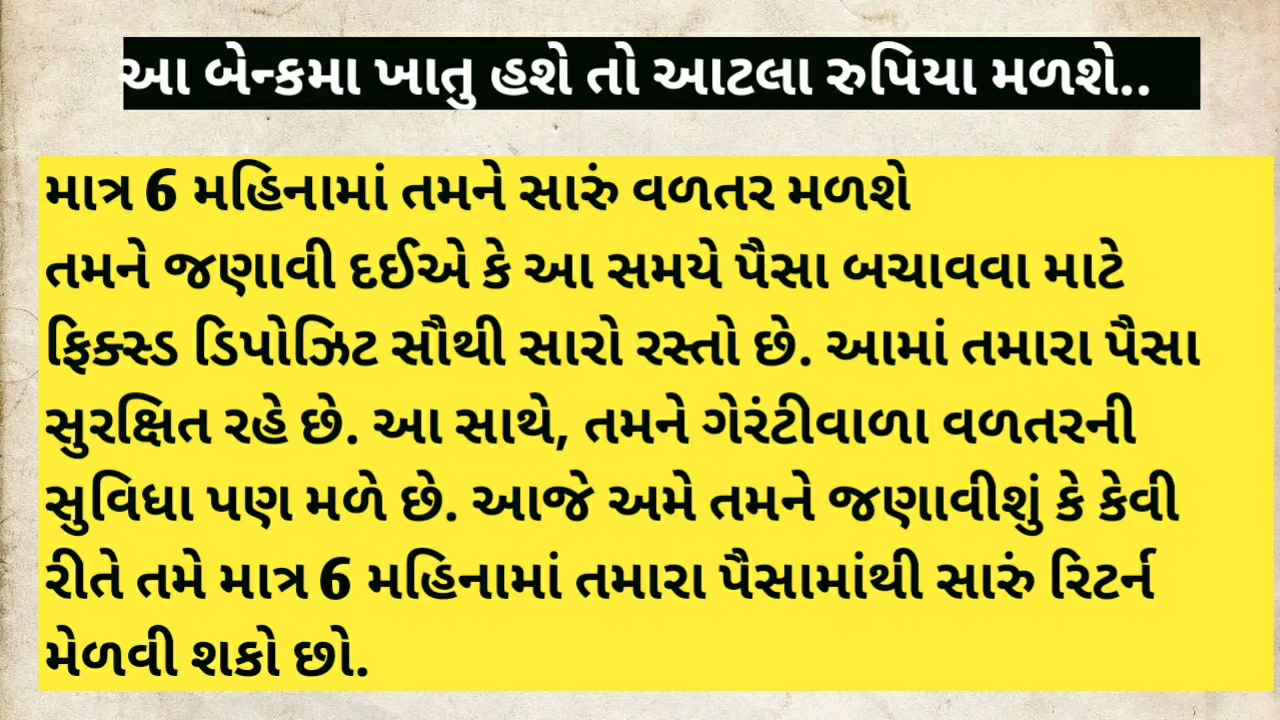 આ બેન્કમા ખાતુ હશે તો આટલા રુપિયા મળશે..
માત્ર 6 મહિનામાં તમને સારું વળતર મળશે
તમને જણાવી દઈએ કે આ સમયે પૈસા બચાવવા માટે
ફિક્સ્ડ ડિપોઝિટ સૌથી સારો રસ્તો છે. આમાં તમારા પૈસા
સુરક્ષિત રહે છે. આ સાથે, તમને ગેરંટીવાળા વળતરની
સુવિધા પણ મળે છે. આજે અમે તમને જણાવીશું કે કેવી
રીતે તમે માત્ર 6 મહિનામાં તમારા પૈસામાંથી સારું રિટર્ન
મેળવી શકો છો.